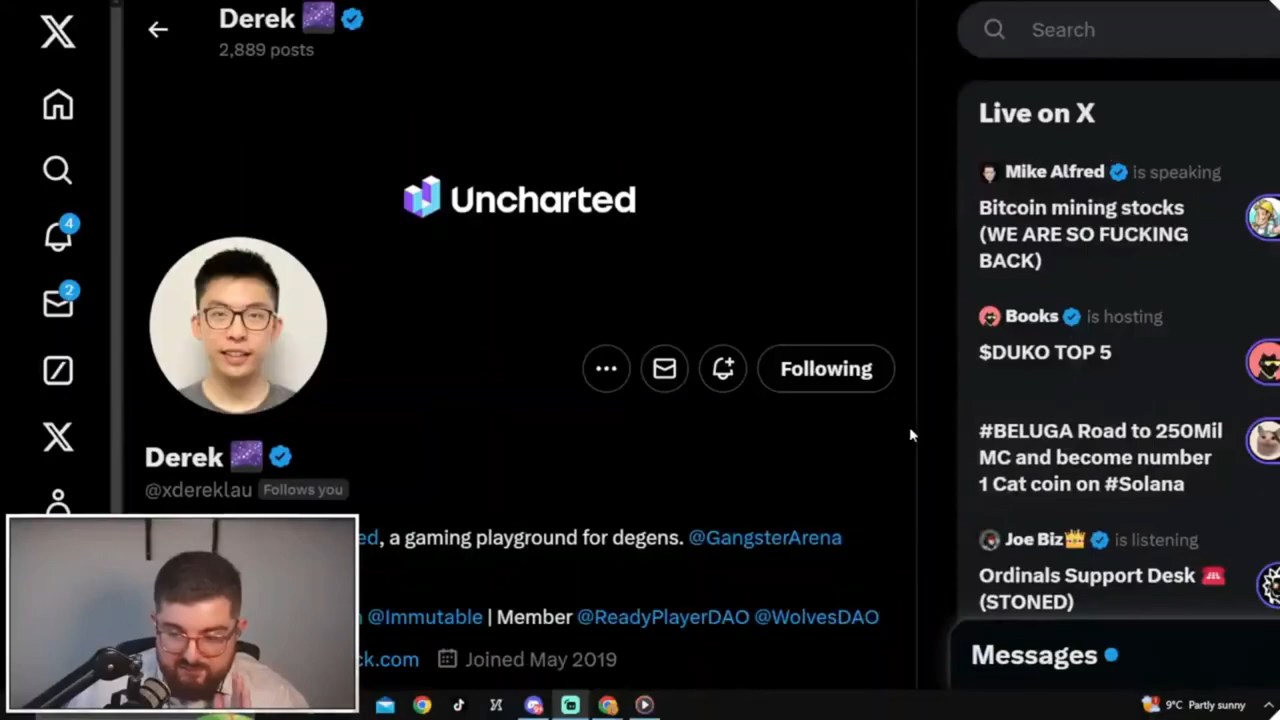 Derek
2,889 posts
Uncharted
Following
Derek
@xdereklau Follows you
ed, a gaming playground for degens. @GangsterArena
@Immutable | Member @ReadyPlayerDAO @WolvesDAO
ck.com Joined May 2019
4
2
Search
Live on X
Mike Alfred is speaking
Bitcoin mining stocks
(WE ARE SO FUCKING
BACK)
Books is hosting
$DUKO TOP 5
#BELUGA Road to 250Mil
MC and become number
1 Cat coin on #Solana
Joe Biz is listening
Ordinals Support Desk
(STONED)
Messages
9°C Partly sunny